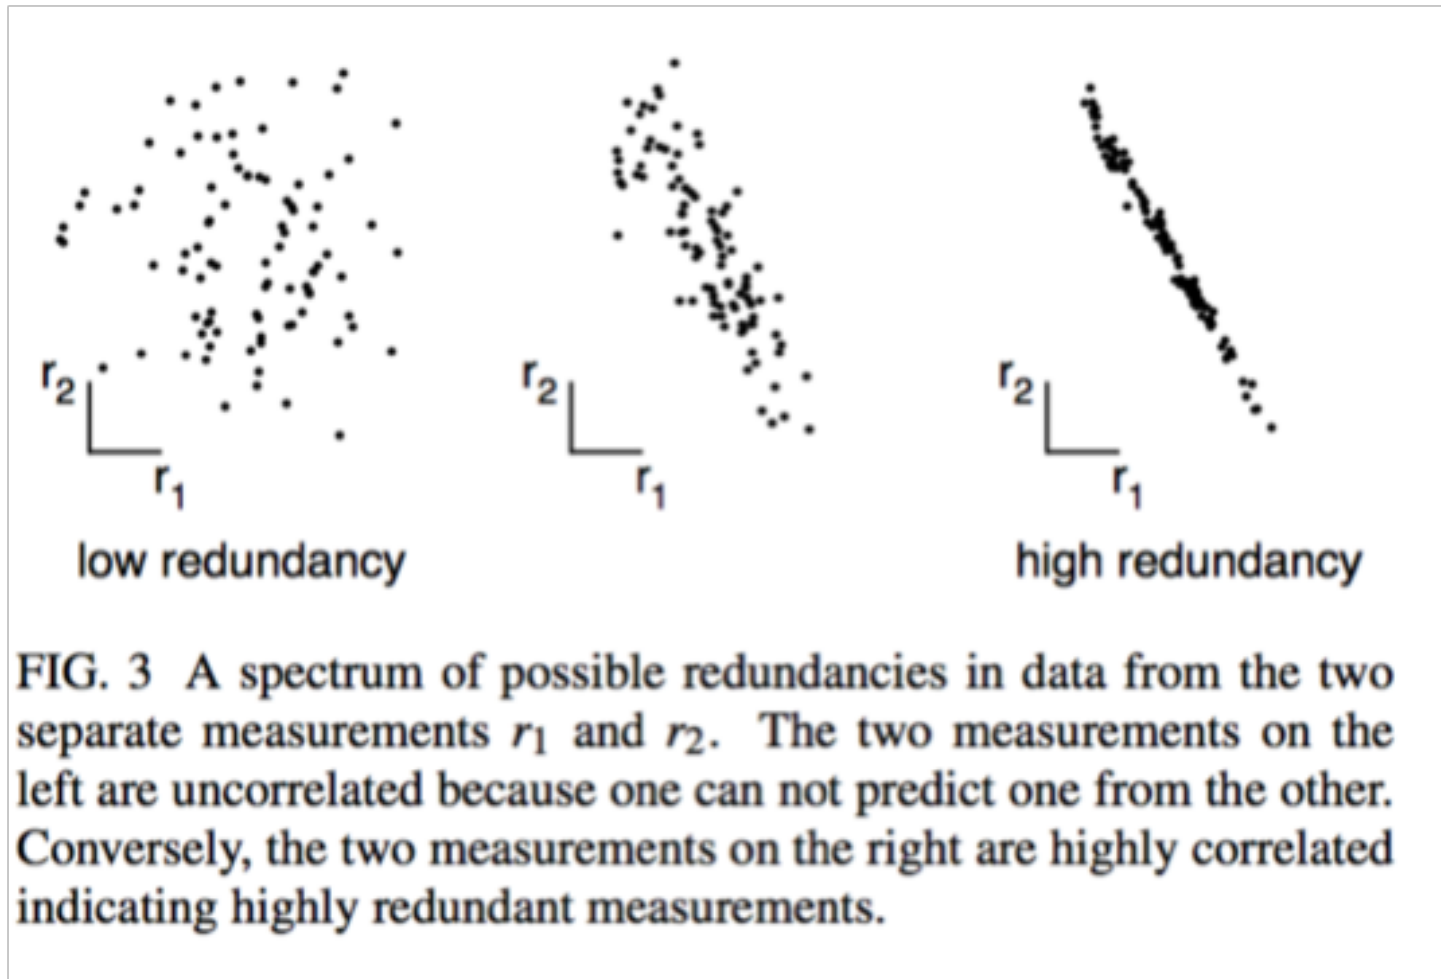 r2
r1
r2
r1
r2
r1
low redundancy
high redundancy
FIG. 3 A spectrum of possible redundancies in data from the two
separate measurements r1 and r2. The two measurements on the
left are uncorrelated because one can not predict one from the other.
Conversely, the two measurements on the right are highly correlated
indicating highly redundant measurements.